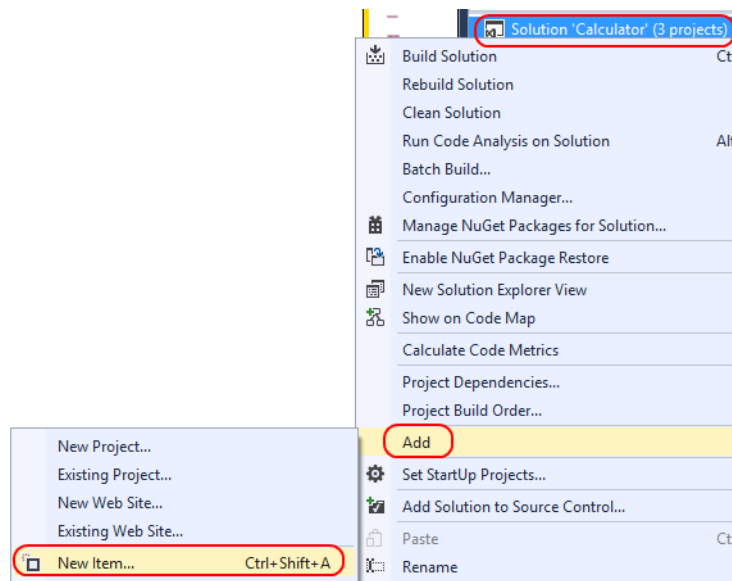 Solution 'Calculator' (3 projects)
Build Solution Ct
Rebuild Solution
Clean Solution
Run Code Analysis on Solution Alt
Batch Build...
Configuration Manager...
Manage NuGet Packages for Solution...
Enable NuGet Package Restore
New Solution Explorer View
Show on Code Map
Calculate Code Metrics
Project Dependencies...
Project Build Order...
Add
Set StartUp Projects...
Add Solution to Source Control...
Paste Ct
Rename
New Project...
Existing Project...
New Web Site...
Existing Web Site...
New Item... Ctrl+Shift+A